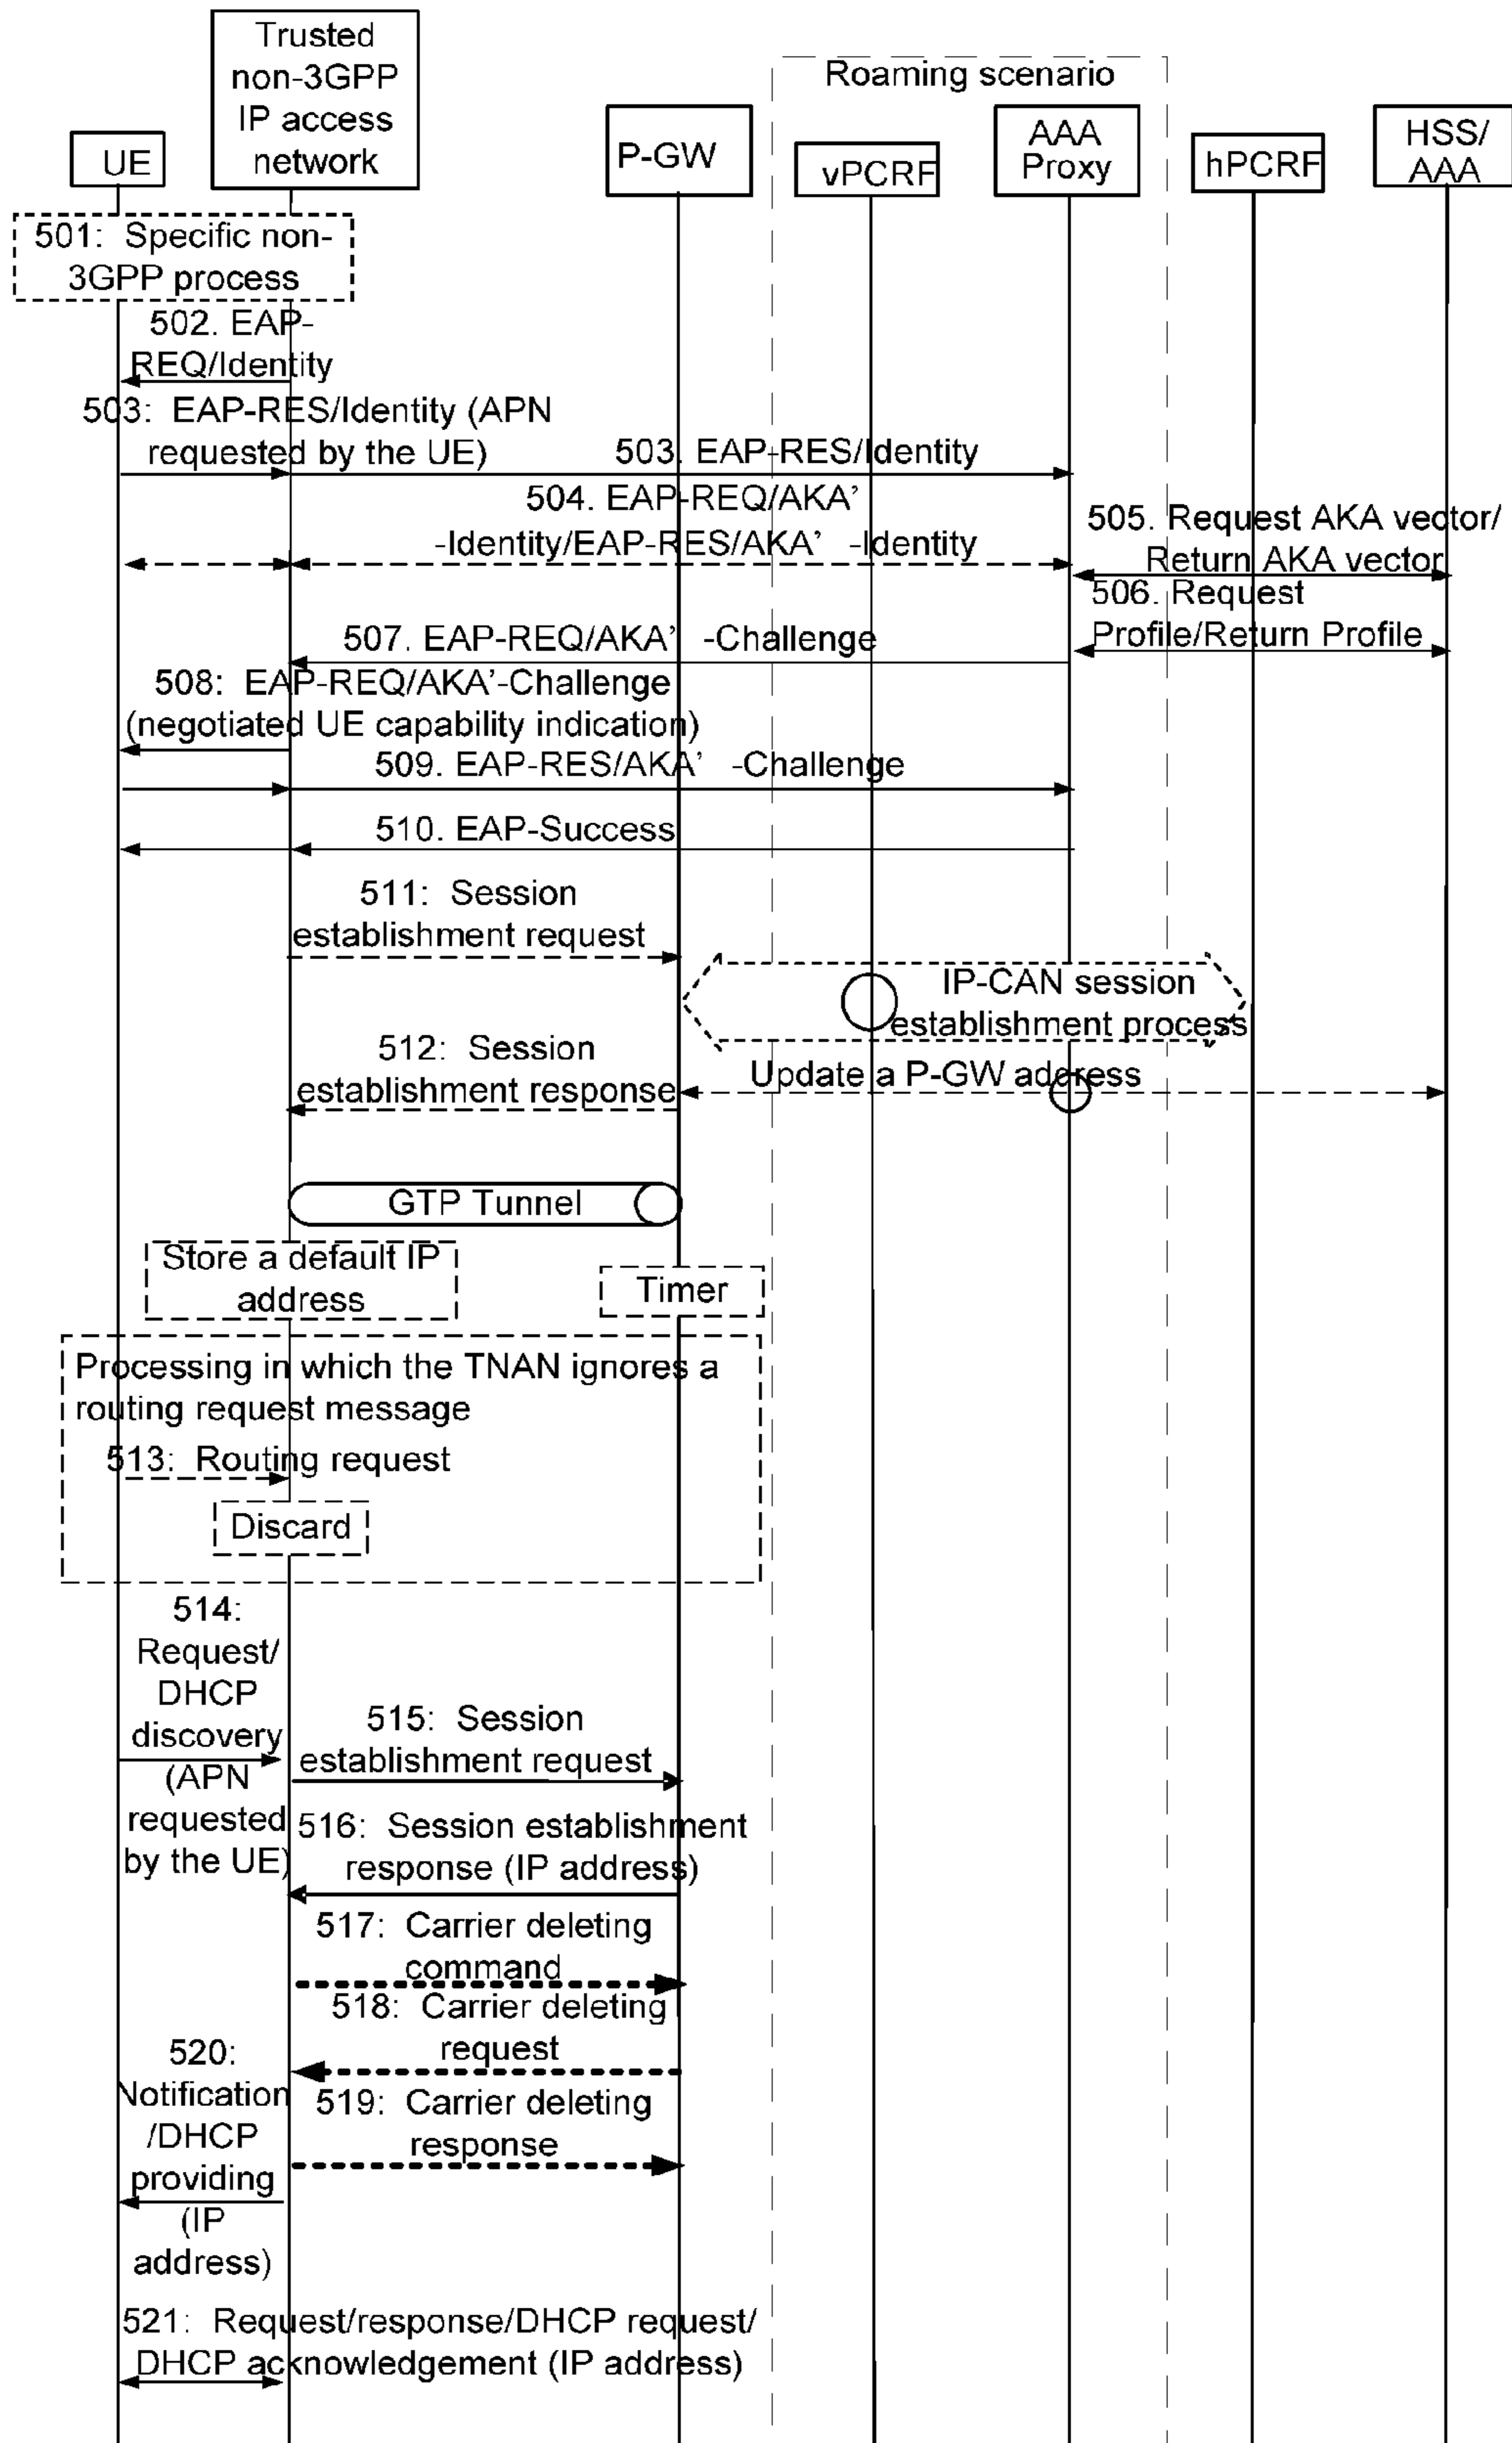 Trusted
non-3GPP
IP access
network
Roaming scenario
UE
P-GW
vPCRF
AAA
Proxy
hPCRF
HSS/
AAA
501: Specific non-
3GPP process
502. EAP-
REQ/Identity
503: EAP-RES/Identity (APN
requested by the UE)
503. EAP-RES/Identity
504. EAP-REQ/AKA’
-Identity/EAP-RES/AKA’ -Identity
505. Request AKA vector/
Return AKA vector
506. Request
Profile/Return Profile
507. EAP-REQ/AKA’ -Challenge
508: EAP-REQ/AKA’-Challenge
(negotiated UE capability indication)
509. EAP-RES/AKA’ -Challenge
510. EAP-Success
511: Session
establishment request
IP-CAN session
establishment process
512: Session
establishment response
Update a P-GW address
GTP Tunnel
Store a default IP
address
Timer
Processing in which the TNAN ignores a
routing request message
513: Routing request
Discard
514:
Request/
DHCP
discovery
(APN
requested
by the UE)
515: Session
establishment request
516: Session establishment
response (IP address)
517: Carrier deleting
command
518: Carrier deleting
request
519: Carrier deleting
response
520:
Notification
/DHCP
providing
(IP
address)
521: Request/response/DHCP request/
DHCP acknowledgement (IP address)